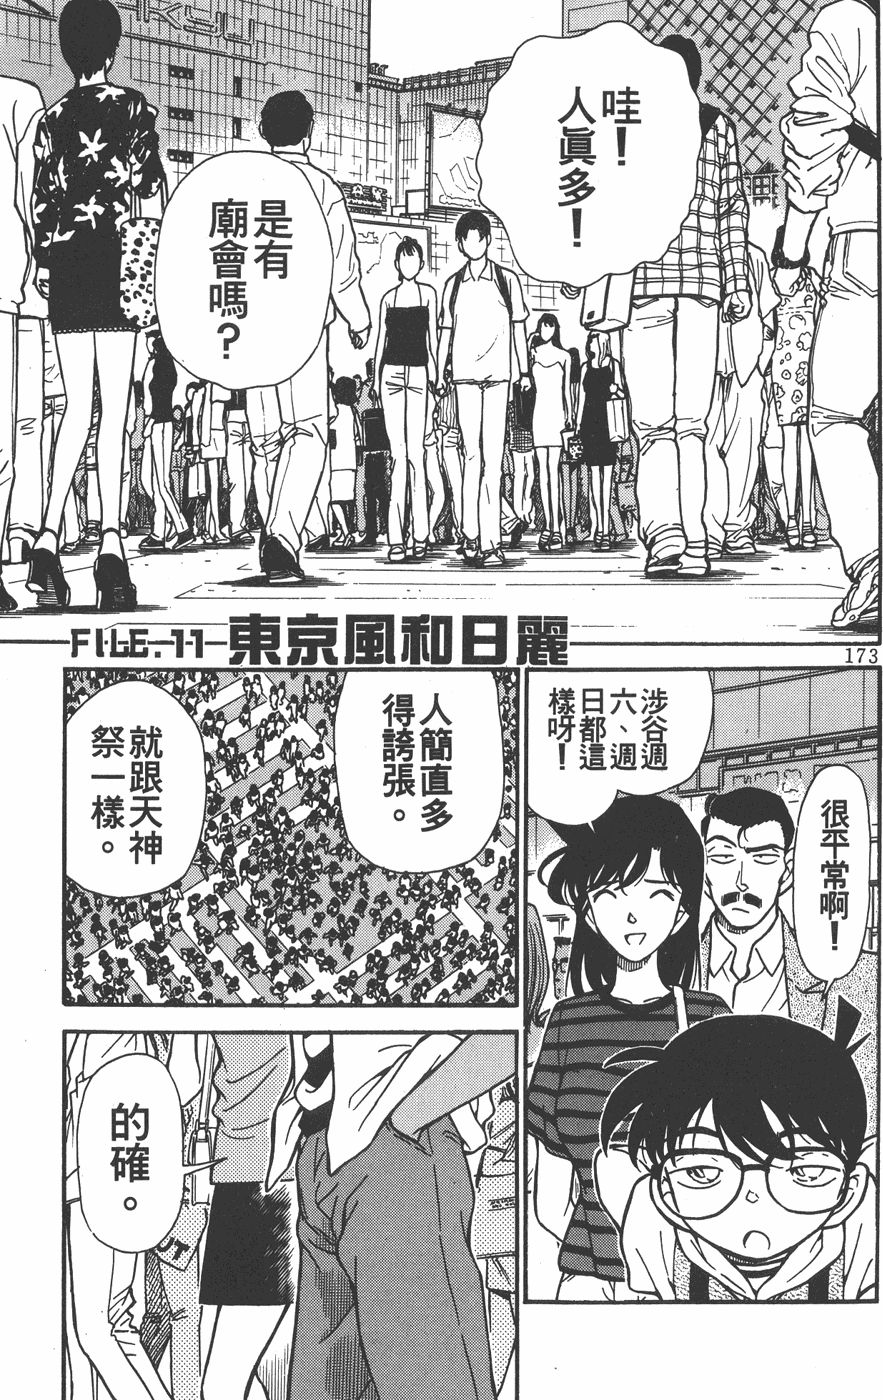 哇！
人眞多！
是有
廟會嗎？
FILE.11 東京風和日麗
173
涉谷週
六、週
日都這
樣呀！
很平常啊！
人簡直多
得誇張。
就跟天神
祭一樣。
的確。